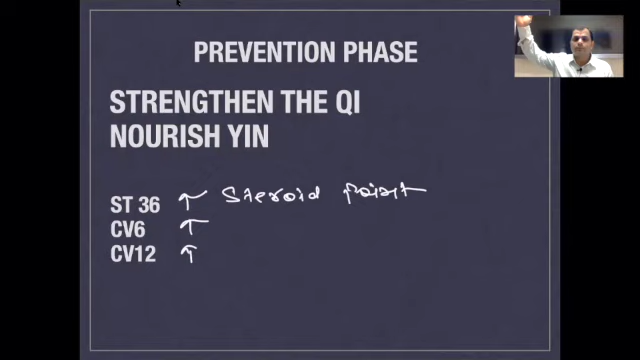 PREVENTION PHASE
STRENGTHEN THE QI
NOURISH YIN
ST 36 ↑ Steroid Point
CV6 ↑
CV12 ↑